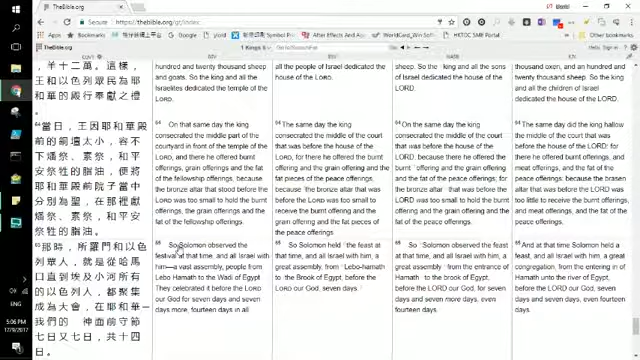 TheBible.org
Secure https://thebible.org/gt/index
Apps
Bible
yield
After Effects And Ap
WorldCard_Win Soft
HKTDC SME Portal
TheBible.org
1 Kings 8
CUV
NASB
，羊十二萬。這樣，
王和以色列眾民為耶
和華的殿行奉獻之禮
。
64當日，王因耶和華殿
前的銅壇太小，容不
下燔祭、素祭，和平
安祭牲的脂油，便將
耶和華殿前院子當中
分別為聖，在那裡獻
燔祭、素祭，和平安
祭牲的脂油。
65那時，所羅門和以色
列眾人，就是從哈馬
口直到埃及小河所有
的以色列人，都聚集
成為大會，在耶和華─
我們的 神面前守節
七日又七日，共十四
日。
hundred and twenty thousand sheep
and goats. So the king and all the
Israelites dedicated the temple of the
LORD.
64 On that same day the king
consecrated the middle part of the
courtyard in front of the temple of the
LORD, and there he offered burnt
offerings, grain offerings and the fat
of the fellowship offerings, because
the bronze altar that stood before the
LORD was too small to hold the burnt
offerings, the grain offerings and the
fat of the fellowship offerings.
65 So Solomon observed the
festival at that time, and all Israel with
him—a vast assembly, people from
Lebo Hamath to the Wadi of Egypt
They celebrated it before the LORD
our God for seven days and seven
days more, fourteen days in all
all the people of Israel dedicated the
house of the LORD.
64 The same day the king
consecrated the middle of the court
that was before the house of the
LORD, for there he offered the burnt
offering and the grain offering and the
fat pieces of the peace offerings,
because the bronze altar that was
before the LORD was too small to
receive the burnt offering and the
grain offering and the fat pieces of
the peace offerings.
65 So Solomon held the feast at
that time, and all Israel with him, a
great assembly, from Lebo-hamath
to the Brook of Egypt, before the
LORD our God, seven days.
sheep. So the king and all the sons
of Israel dedicated the house of the
LORD.
64 On the same day the king
consecrated the middle of the court
that was before the house of the
LORD, because there he offered the
burnt offering and the grain offering
and the fat of the peace offerings; for
the bronze altar that was before the
LORD was too small to hold the burnt
offering and the grain offering and
the fat of the peace offerings.
65 So Solomon observed the feast
at that time, and all Israel with him, a
great assembly from the entrance of
Hamath to the brook of Egypt,
before the LORD our God, for seven
days and seven more days, even
fourteen days.
thousand oxen, and an hundred and
twenty thousand sheep. So the king
and all the children of Israel
dedicated the house of the LORD.
64 The same day did the king hallow
the middle of the court that was
before the house of the LORD: for
there he offered burnt offerings, and
meat offerings, and the fat of the
peace offerings: because the brasen
altar that was before the LORD was
too little to receive the burnt offerings,
and meat offerings, and the fat of the
peace offerings.
65 And at that time Solomon held a
feast, and all Israel with him, a great
congregation, from the entering in of
Hamath unto the river of Egypt,
before the LORD our God, seven
days and seven days, even fourteen
days.
5:06 PM
17/9/2017